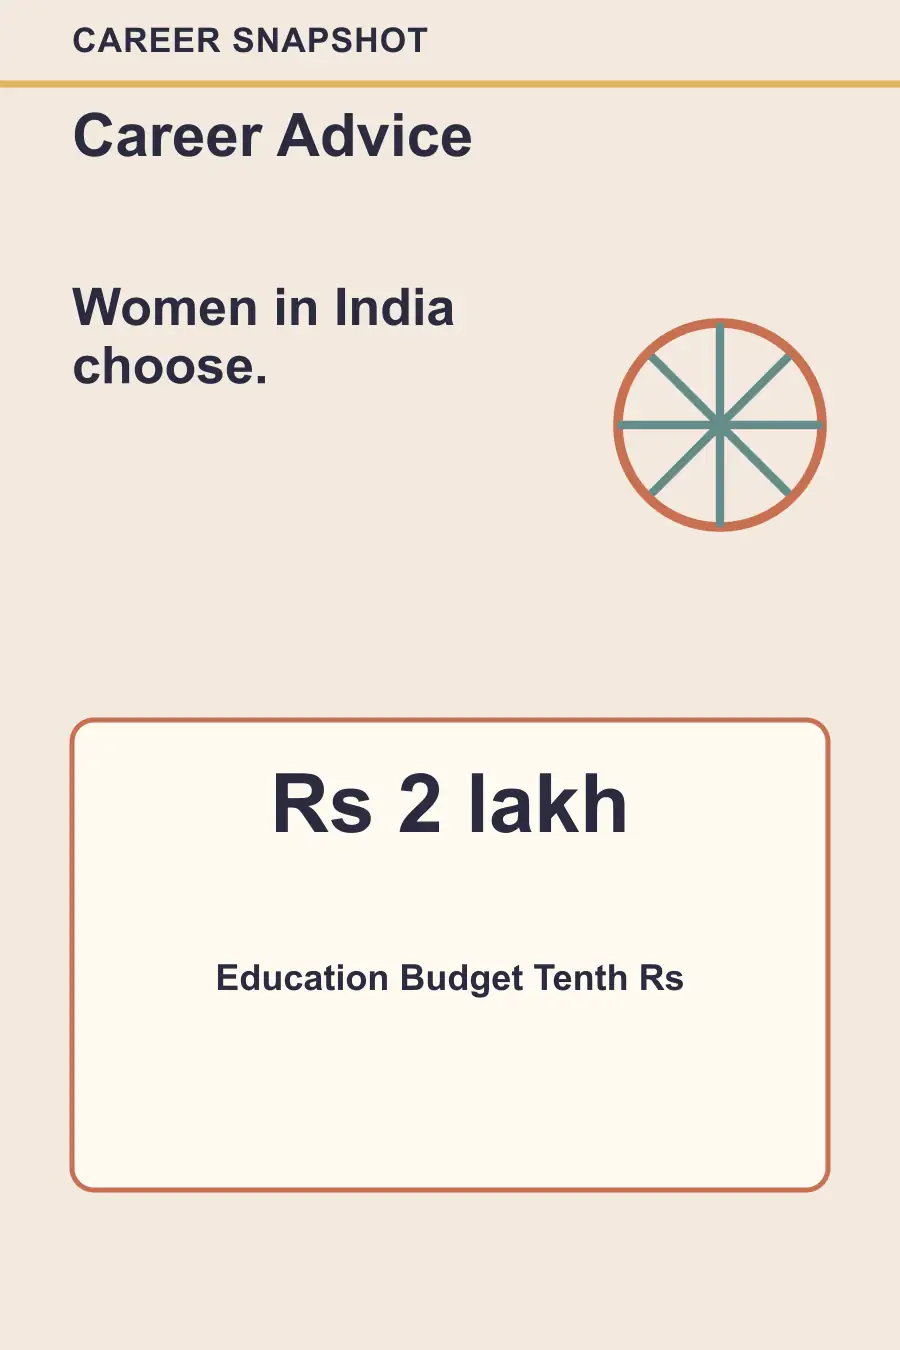 CAREER SNAPSHOT
Career Advice
Women in India
choose.
Rs 2 lakh
Education Budget Tenth Rs